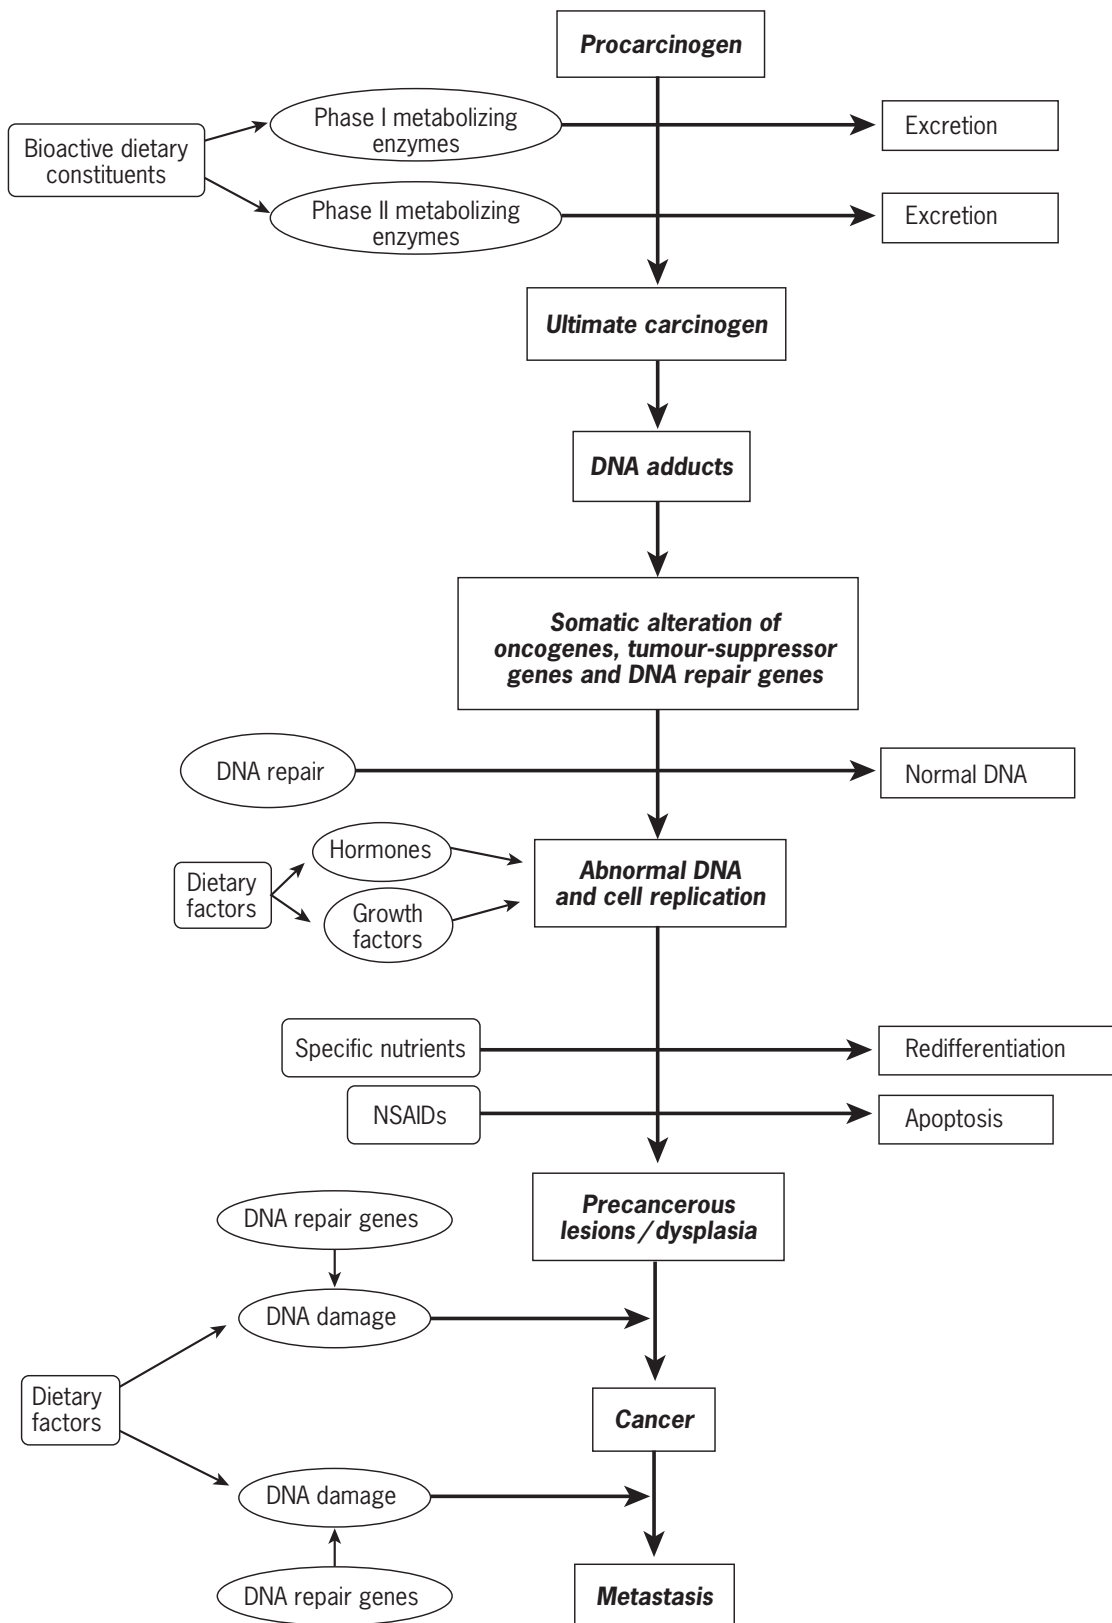 Procarcinogen
Phase I metabolizing
enzymes
Excretion
Bioactive dietary
constituents
Phase II metabolizing
enzymes
Excretion
Ultimate carcinogen
DNA adducts
Somatic alteration of
oncogenes, tumour-suppressor
genes and DNA repair genes
DNA repair
Normal DNA
Hormones
Dietary
factors
Growth
factors
Abnormal DNA
and cell replication
Specific nutrients
Redifferentiation
NSAIDs
Apoptosis
Precancerous
lesions / dysplasia
DNA repair genes
DNA damage
Dietary
factors
Cancer
DNA damage
DNA repair genes
Metastasis